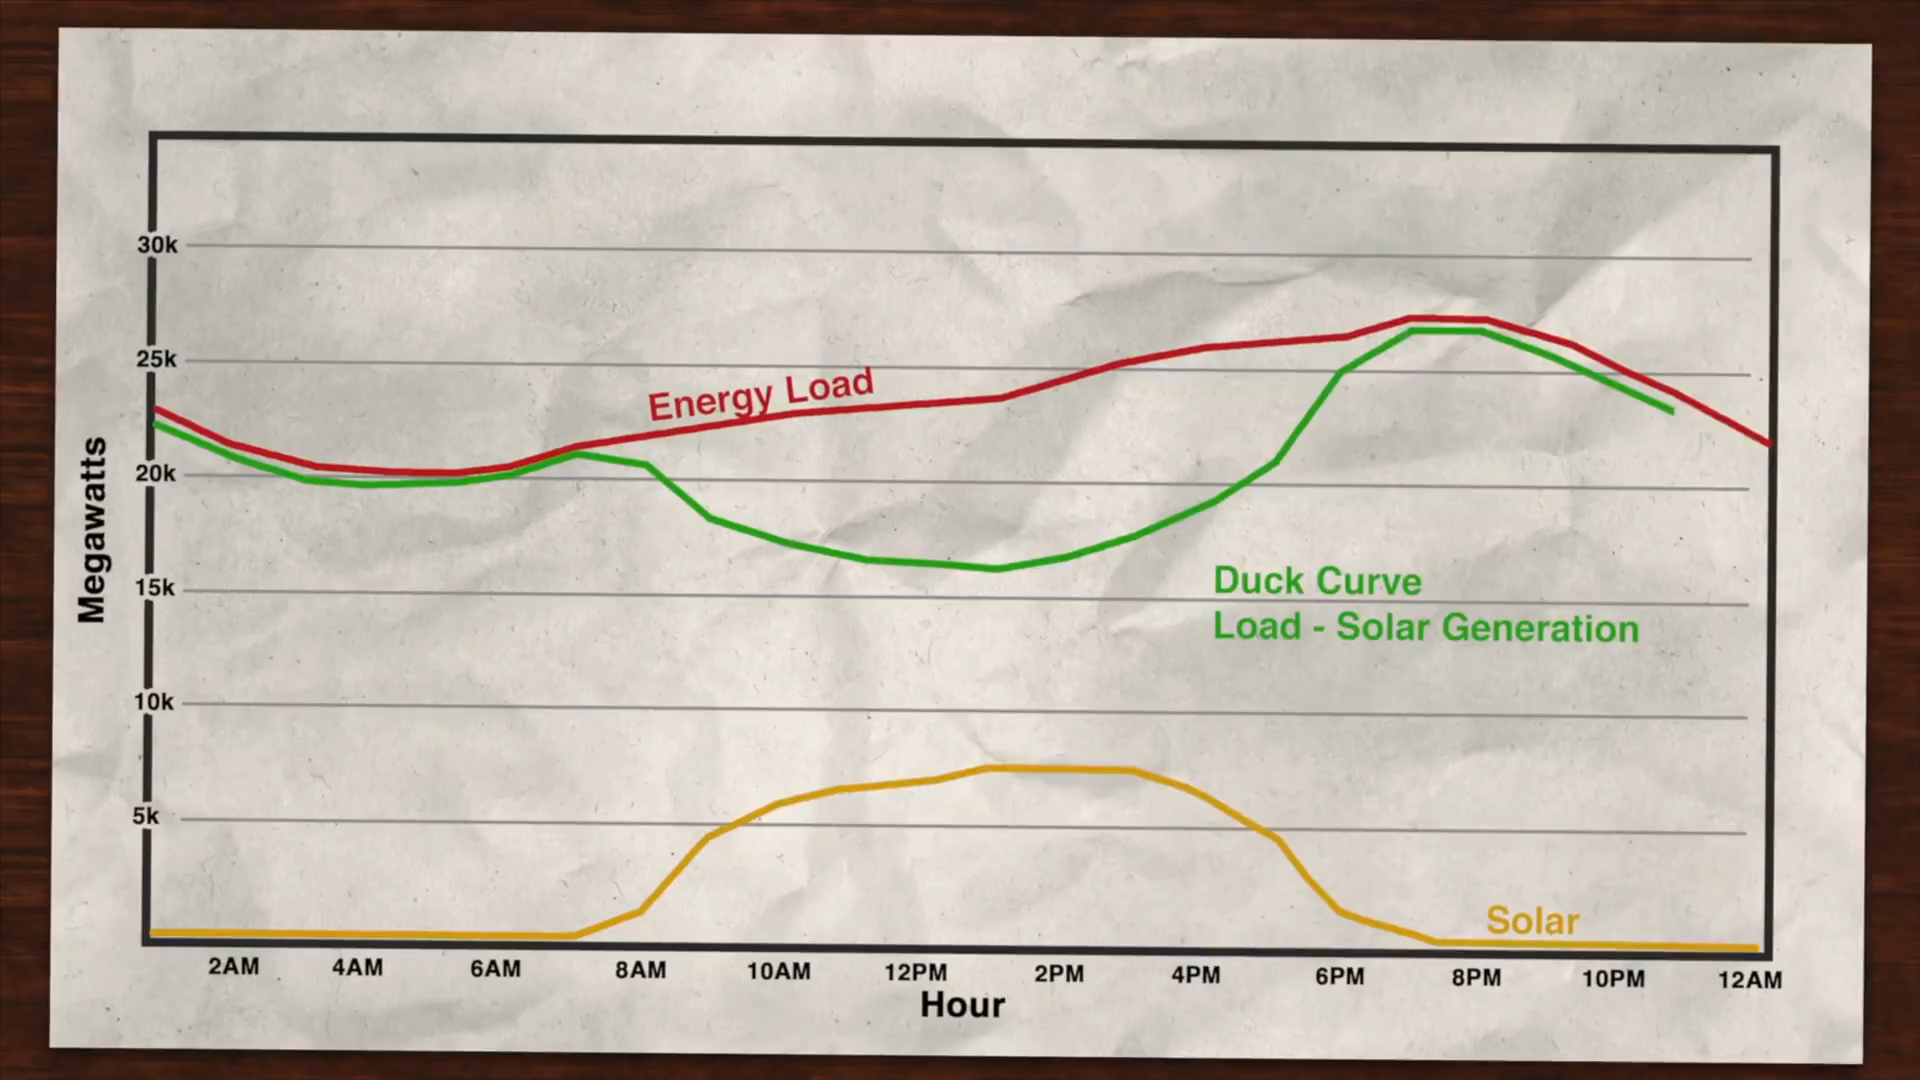 30k
25k
20k
15k
10k
5k
Megawatts
Energy Load
Duck Curve
Load - Solar Generation
Solar
2AM 4AM 6AM 8AM 10AM 12PM 2PM 4PM 6PM 8PM 10PM 12AM
Hour